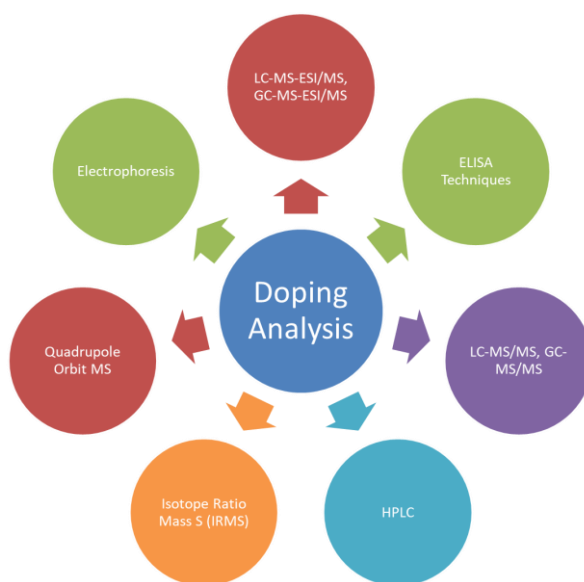 LC-MS-ESI/MS,
GC-MS-ESI/MS
Electrophoresis
ELISA
Techniques
Doping
Analysis
Quadrupole
Orbit MS
LC-MS/MS, GC-
MS/MS
Isotope Ratio
Mass S (IRMS)
HPLC